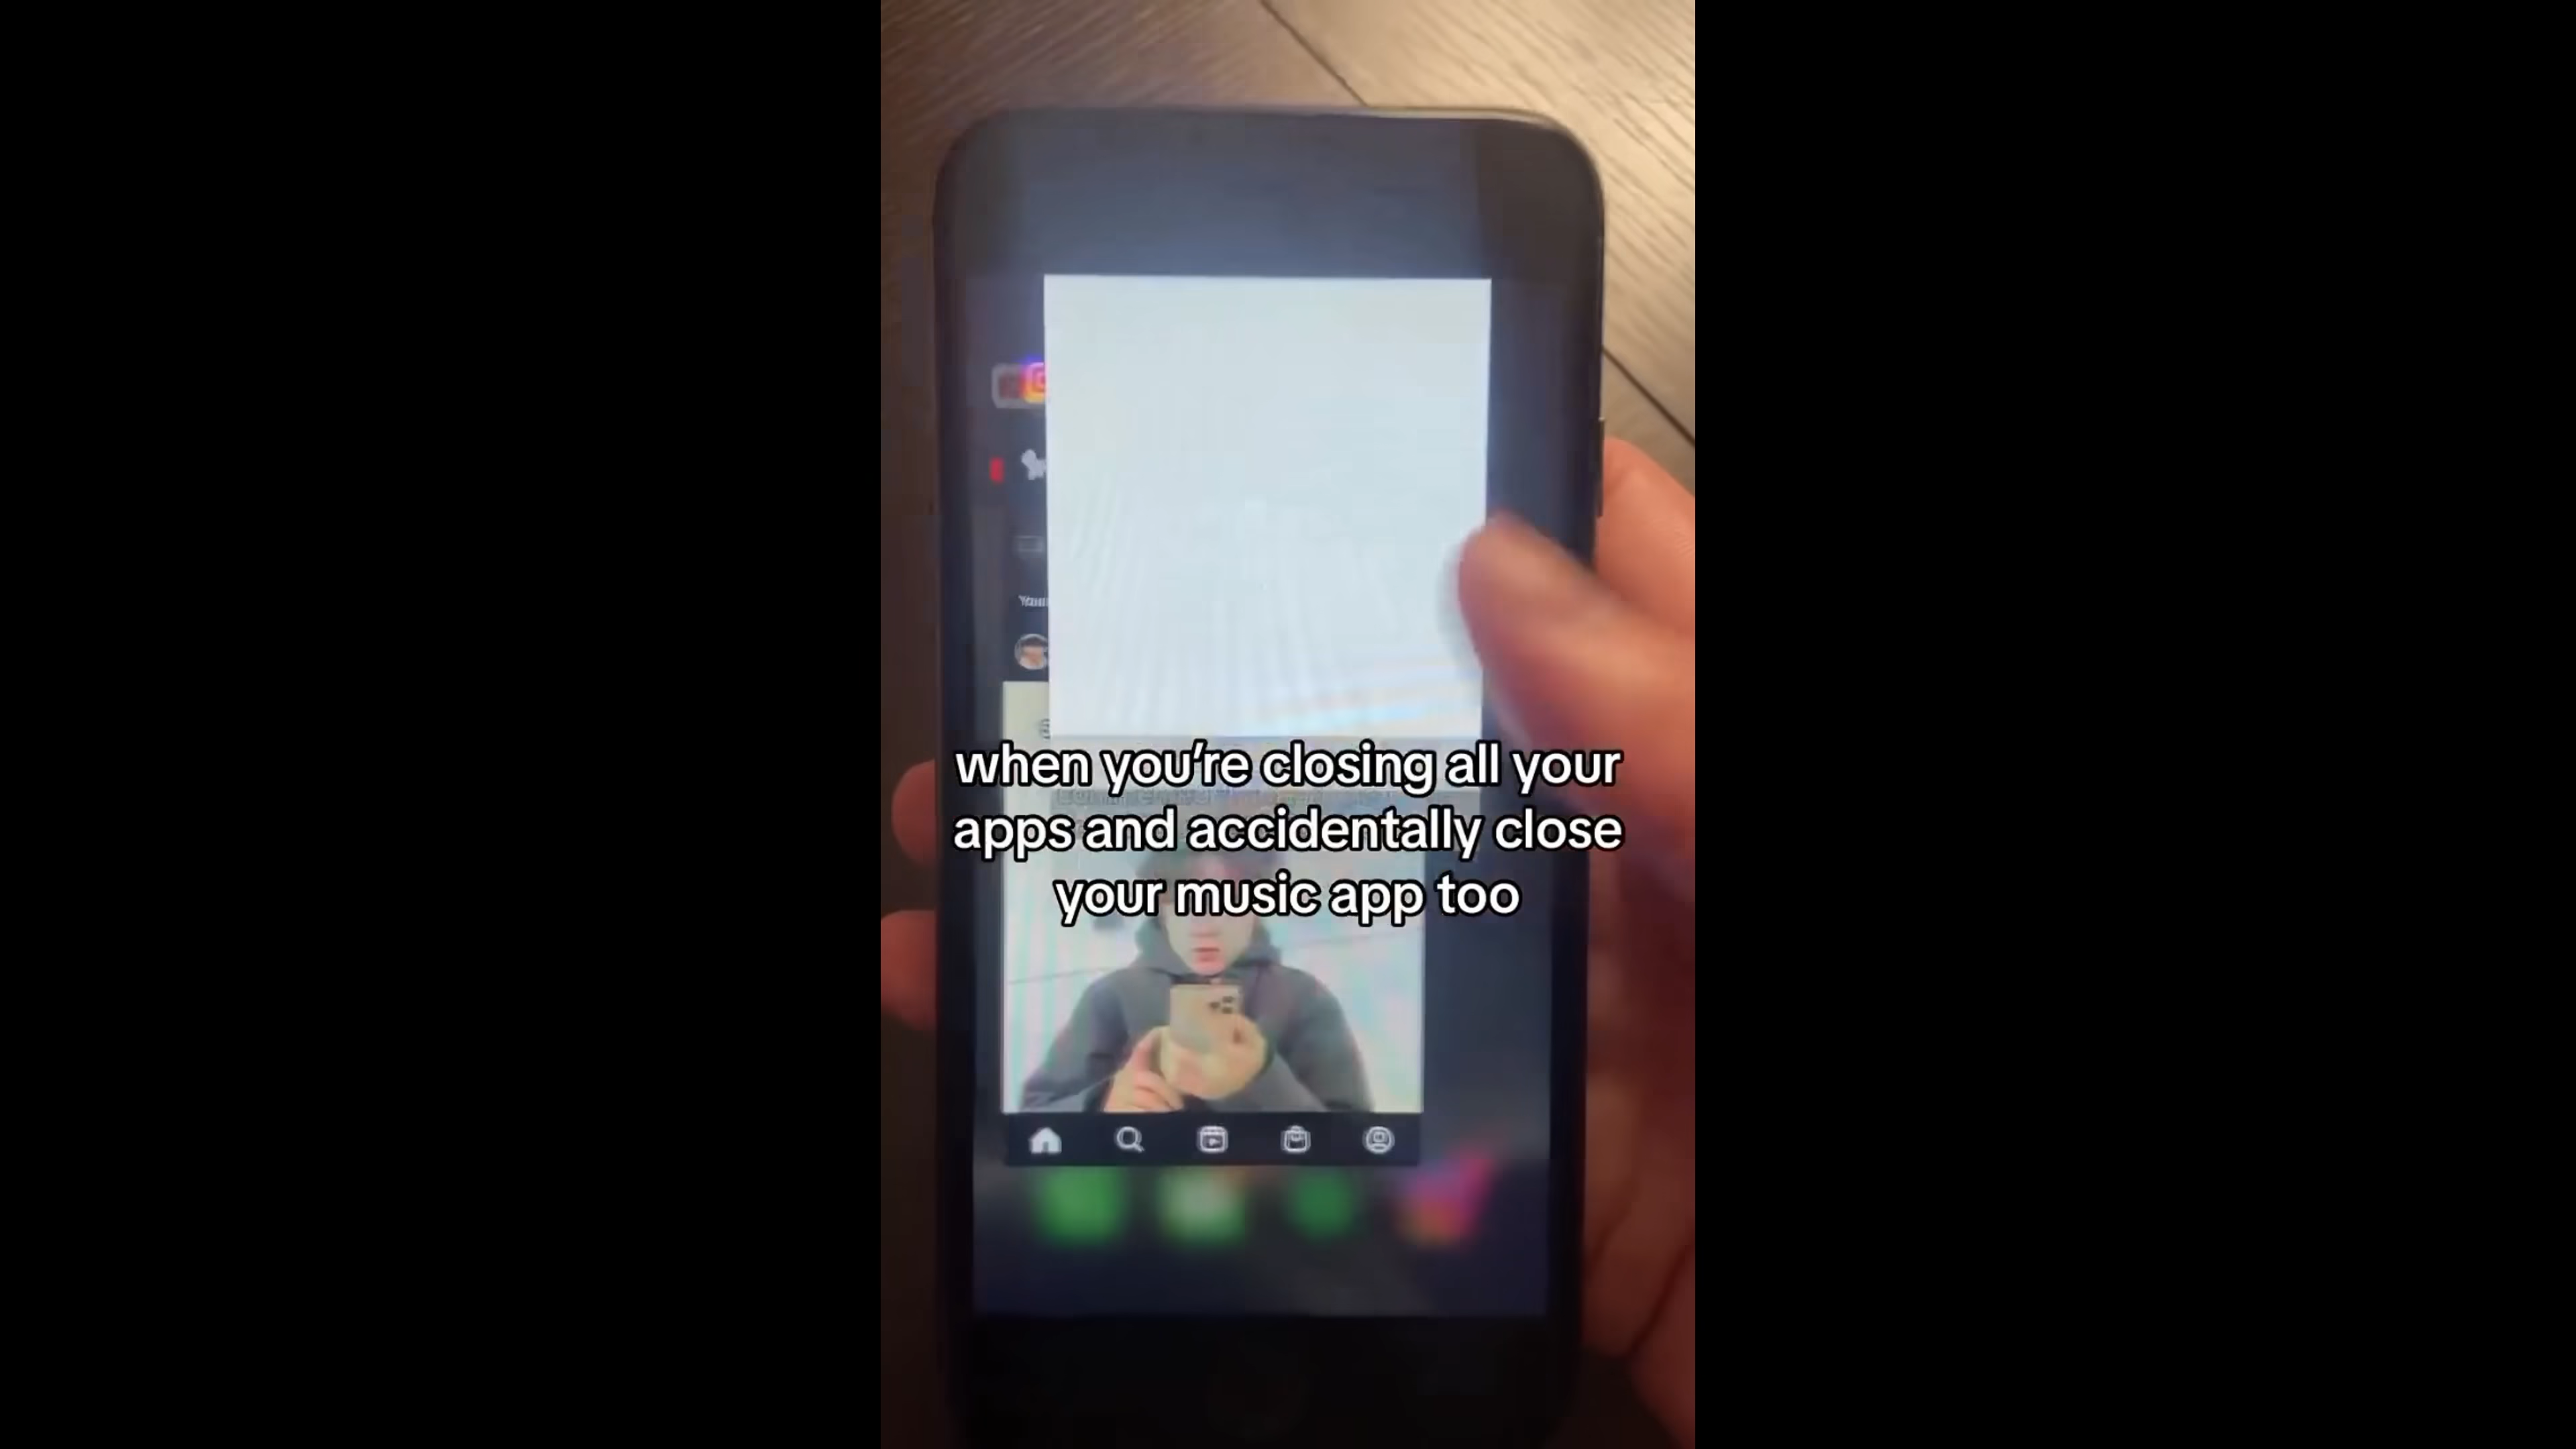 when you're closing all your
apps and accidentally close
your music app too